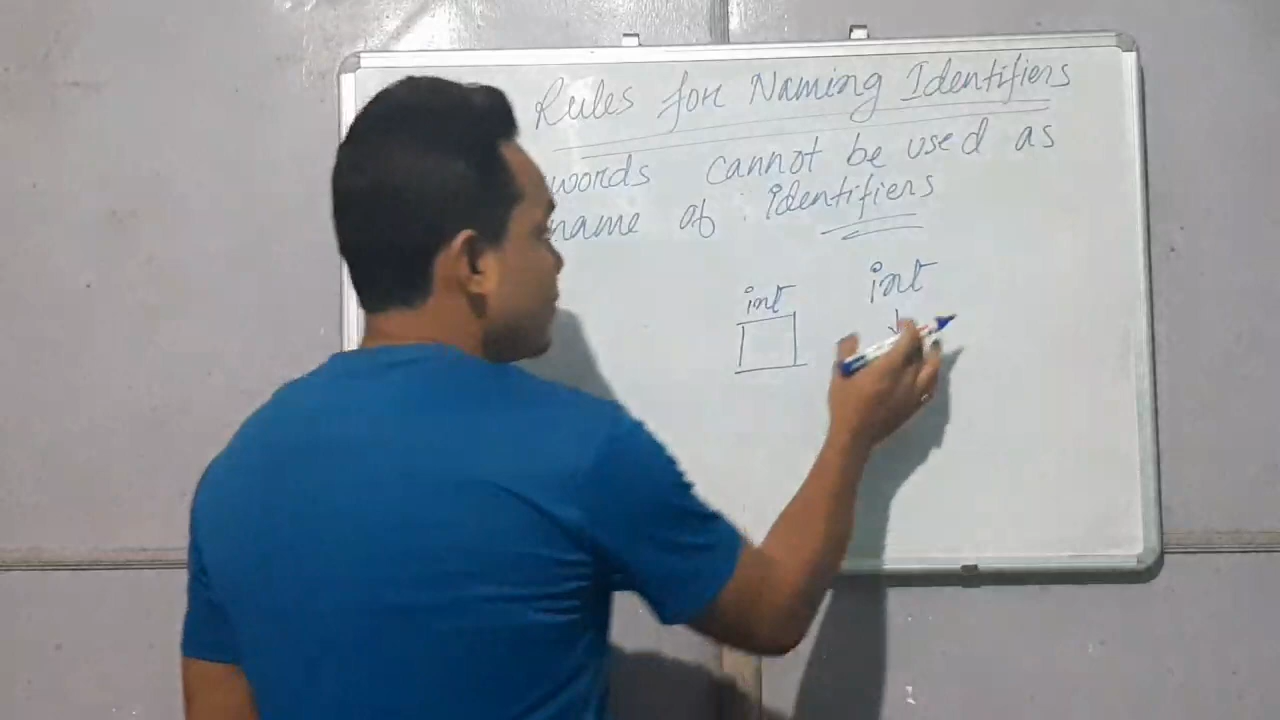 Rules for Naming Identifiers
words cannot be used as
name of identifiers
int
int